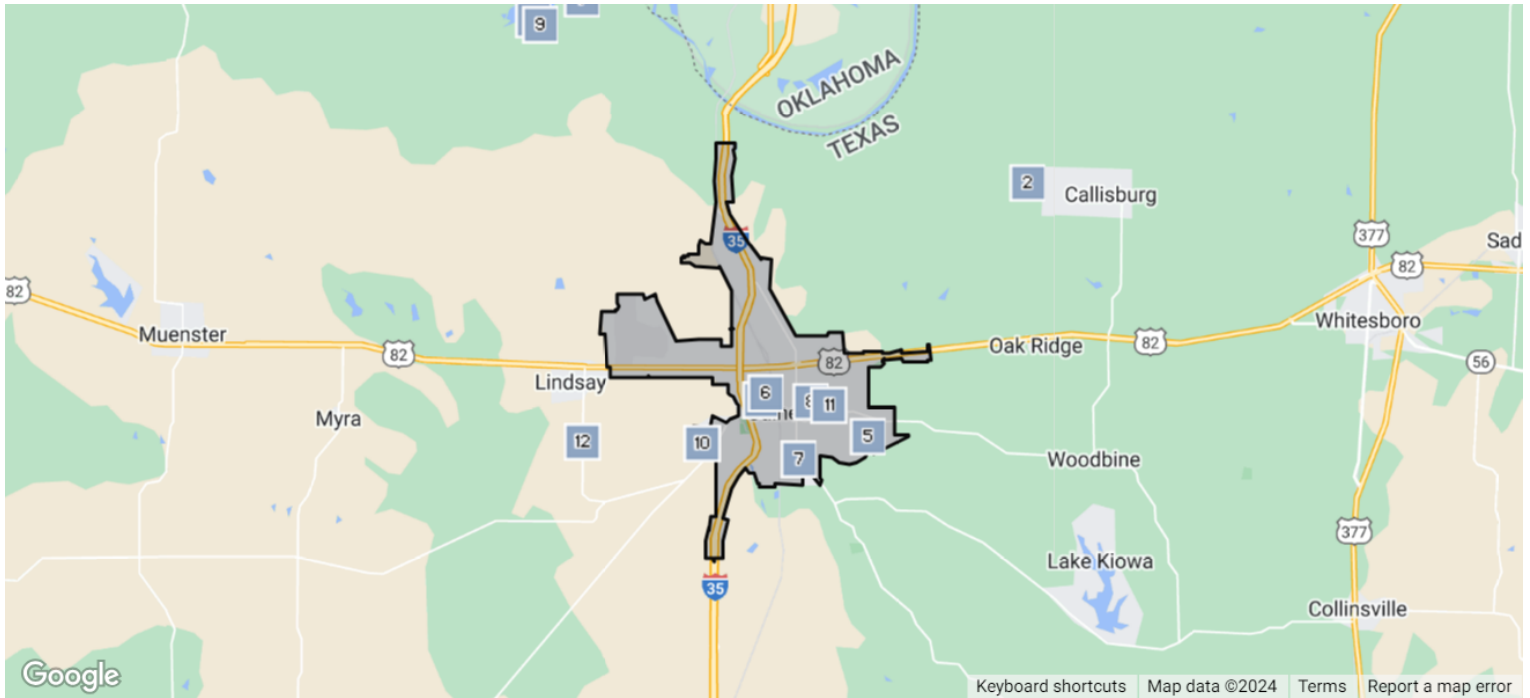 9
OKLAHOMA
TEXAS
2
Callisburg
377
35
82
Sad
82
Muenster
Whitesboro
82
Oak Ridge
82
82
56
Lindsay
6
8
11
Myra
12
10
5
7
Woodbine
377
Lake Kiowa
35
Collinsville
Google
Keyboard shortcuts
Map data ©2024
Terms
Report a map error